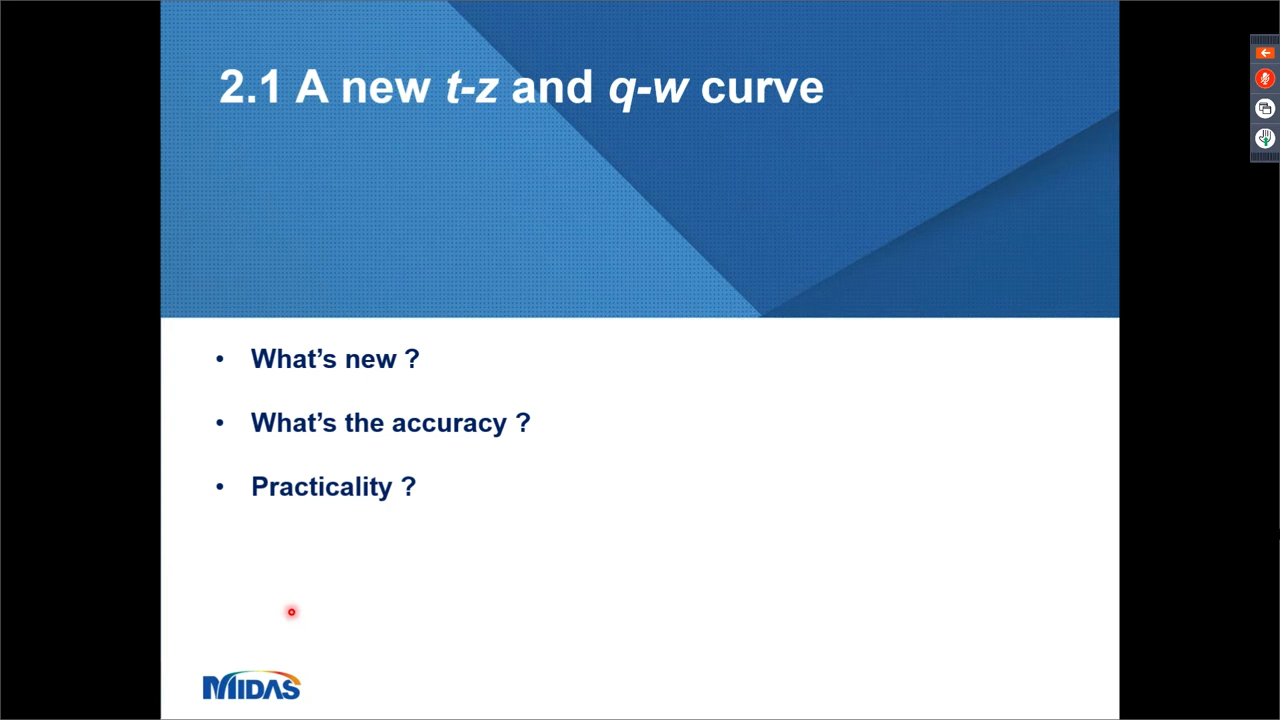 2.1 A new t-z and q-w curve
• What’s new ?
• What’s the accuracy ?
• Practicality ?
MIDAS